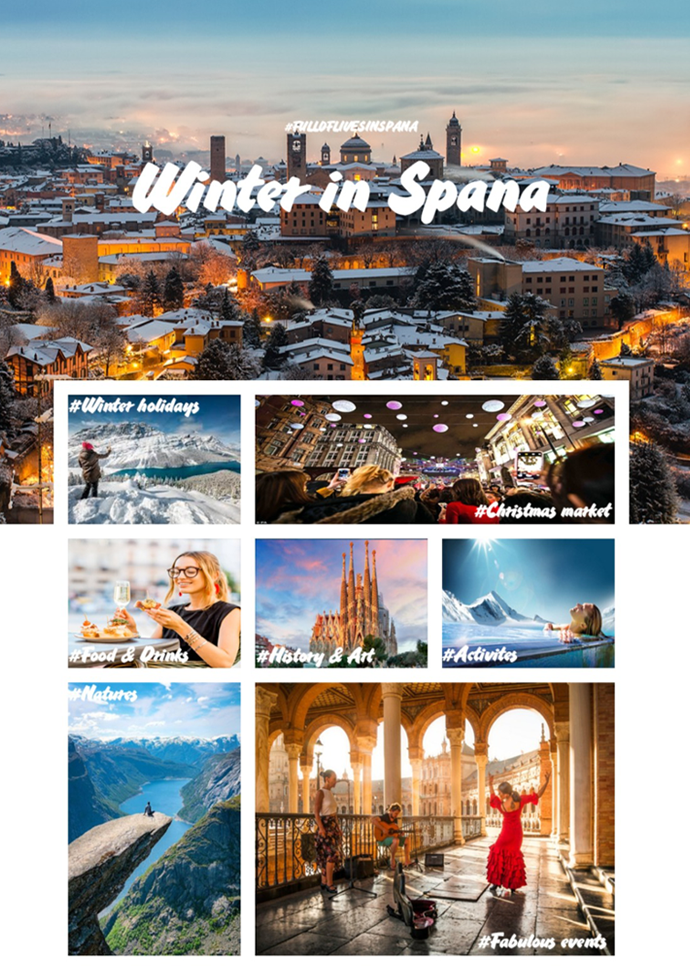 #FULLOFLIVESINSPANA
Winter in Spana
#Winter holidays
#Christmas market
#Food & Drinks
#History & Art
#Activites
#Natures
#Fabulous events